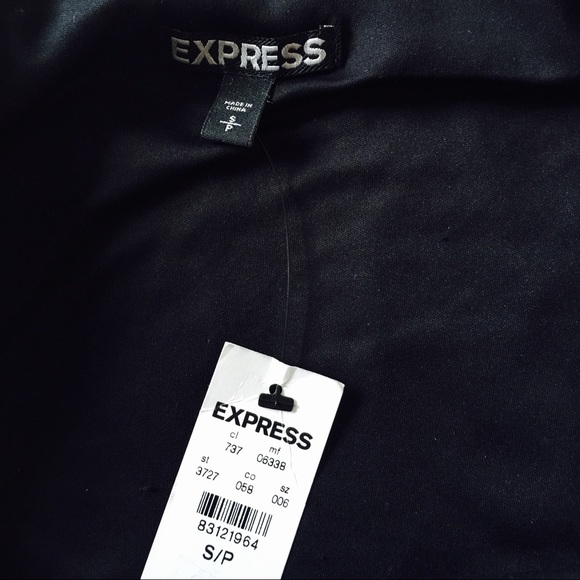 EXPRESS
MADE IN
CHINA
S
P
EXPRESS
cl mf
737 06338
st co sz
3727 058 006
83121964
S/P